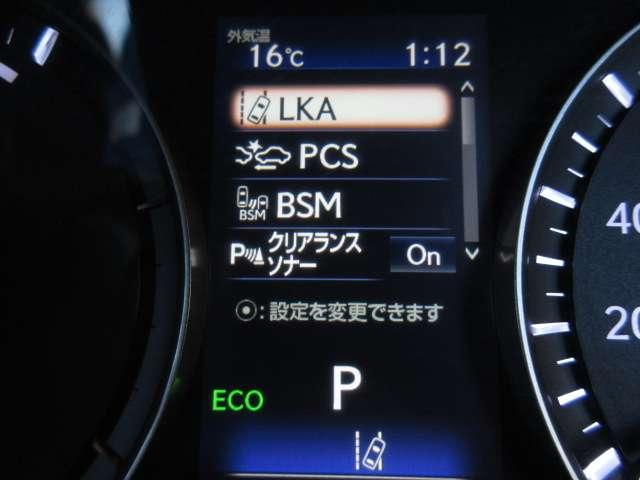 外気温
16℃ 1:12
LKA
PCS
BSM BSM
P クリアランス
ソナー On
⦿:設定を変更できます
P
ECO
40
20